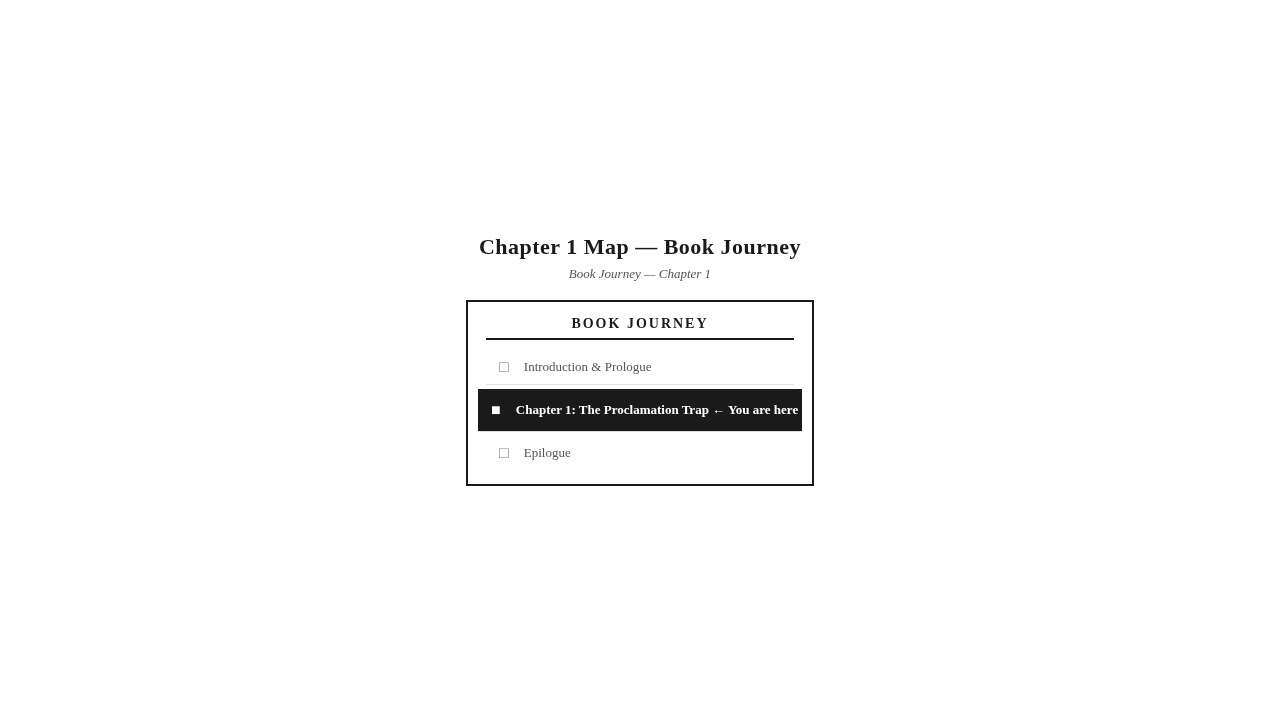 Chapter 1 Map — Book Journey
Book Journey — Chapter 1
BOOK JOURNEY
□ Introduction & Prologue
■ Chapter 1: The Proclamation Trap ← You are here
□ Epilogue